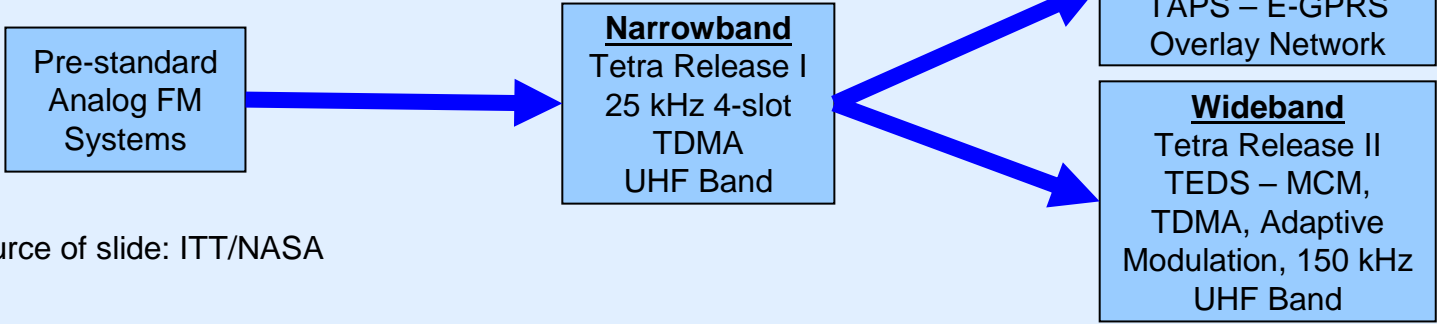 Pre-standard
Analog FM
Systems
Narrowband
Tetra Release I
25 kHz 4-slot
TDMA
UHF Band
TAPS – E-GPRS
Overlay Network
Wideband
Tetra Release II
TEDS – MCM,
TDMA, Adaptive
Modulation, 150 kHz
UHF Band
urce of slide: ITT/NASA